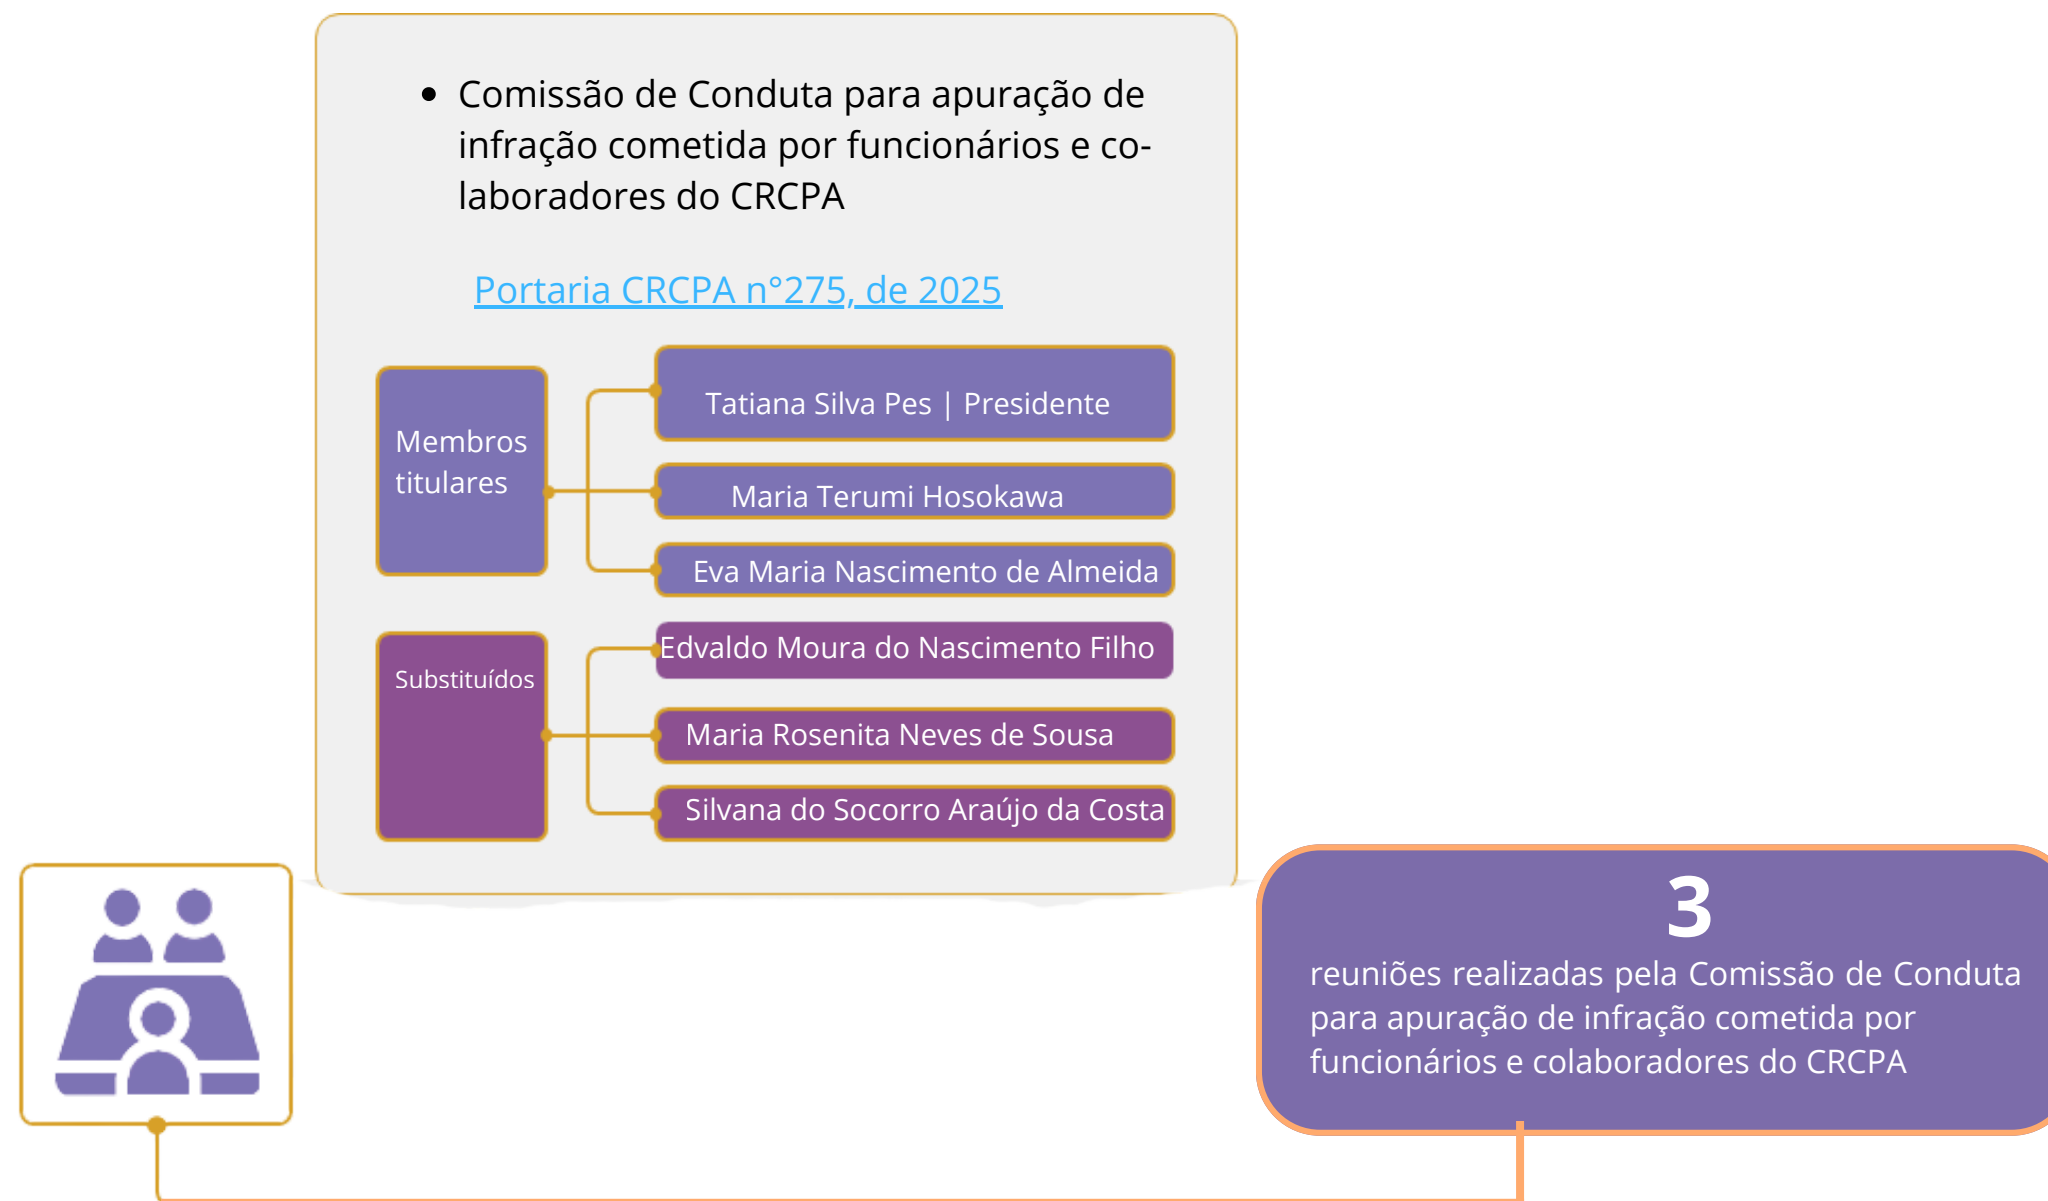 • Comissão de Conduta para apuração de
infração cometida por funcionários e co-
laboradores do CRCPA
Portaria CRCPA n°275, de 2025
Membros
titulares
Tatiana Silva Pes | Presidente
Maria Terumi Hosokawa
Eva Maria Nascimento de Almeida
Substituídos
Edvaldo Moura do Nascimento Filho
Maria Rosenita Neves de Sousa
Silvana do Socorro Araújo da Costa
3
reuniões realizadas pela Comissão de Conduta
para apuração de infração cometida por
funcionários e colaboradores do CRCPA